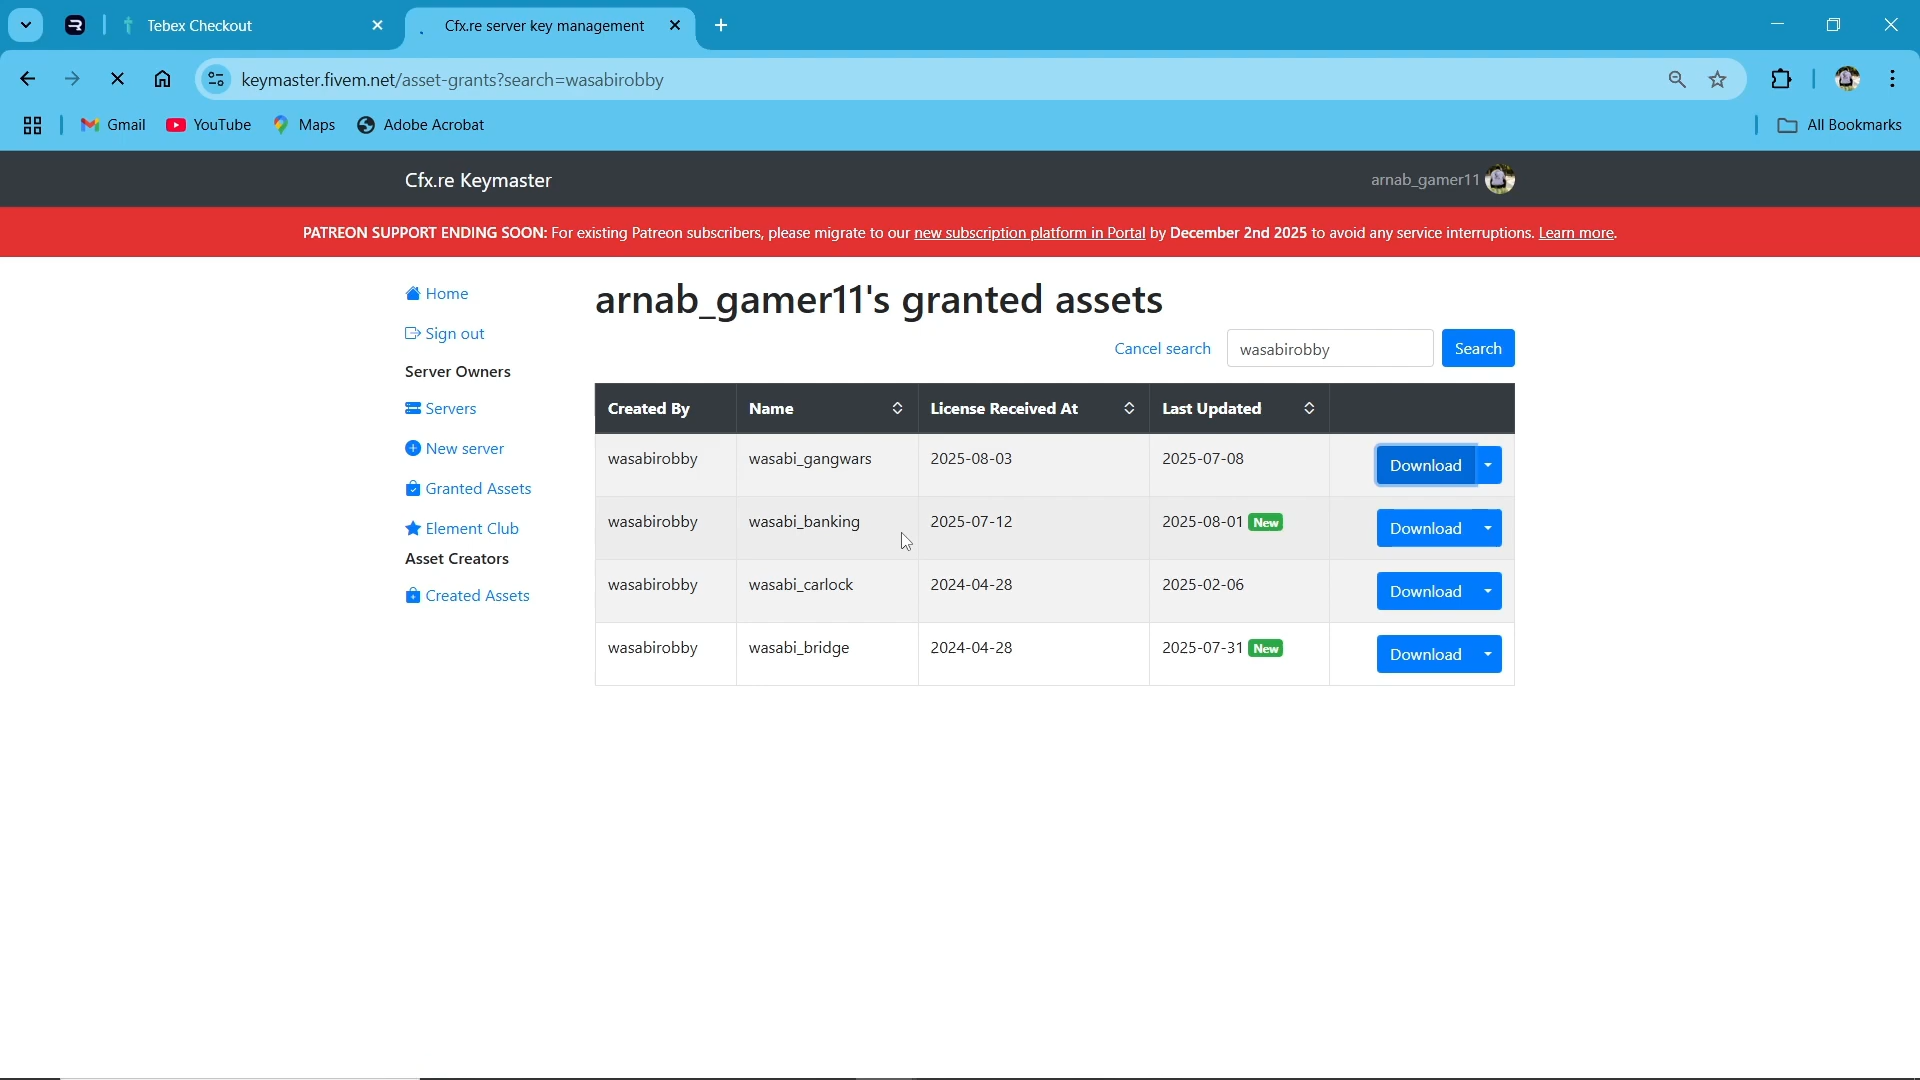 Tebex Checkout
Cfx.re server key management
keymaster.fivem.net/asset-grants?search=wasabirobby
Gmail
YouTube
Maps
Adobe Acrobat
All Bookmarks
Cfx.re Keymaster
arnab_gamer11
PATREON SUPPORT ENDING SOON: For existing Patreon subscribers, please migrate to our new subscription platform in Portal by December 2nd 2025 to avoid any service interruptions. Learn more.
Home
Sign out
Server Owners
Servers
New server
Granted Assets
Element Club
Asset Creators
Created Assets
arnab_gamer11's granted assets
Cancel search wasabirobby Search
Created By Name License Received At Last Updated
wasabirobby wasabi_gangwars 2025-08-03 2025-07-08 Download
wasabirobby wasabi_banking 2025-07-12 2025-08-01 New Download
wasabirobby wasabi_carlock 2024-04-28 2025-02-06 Download
wasabirobby wasabi_bridge 2024-04-28 2025-07-31 New Download